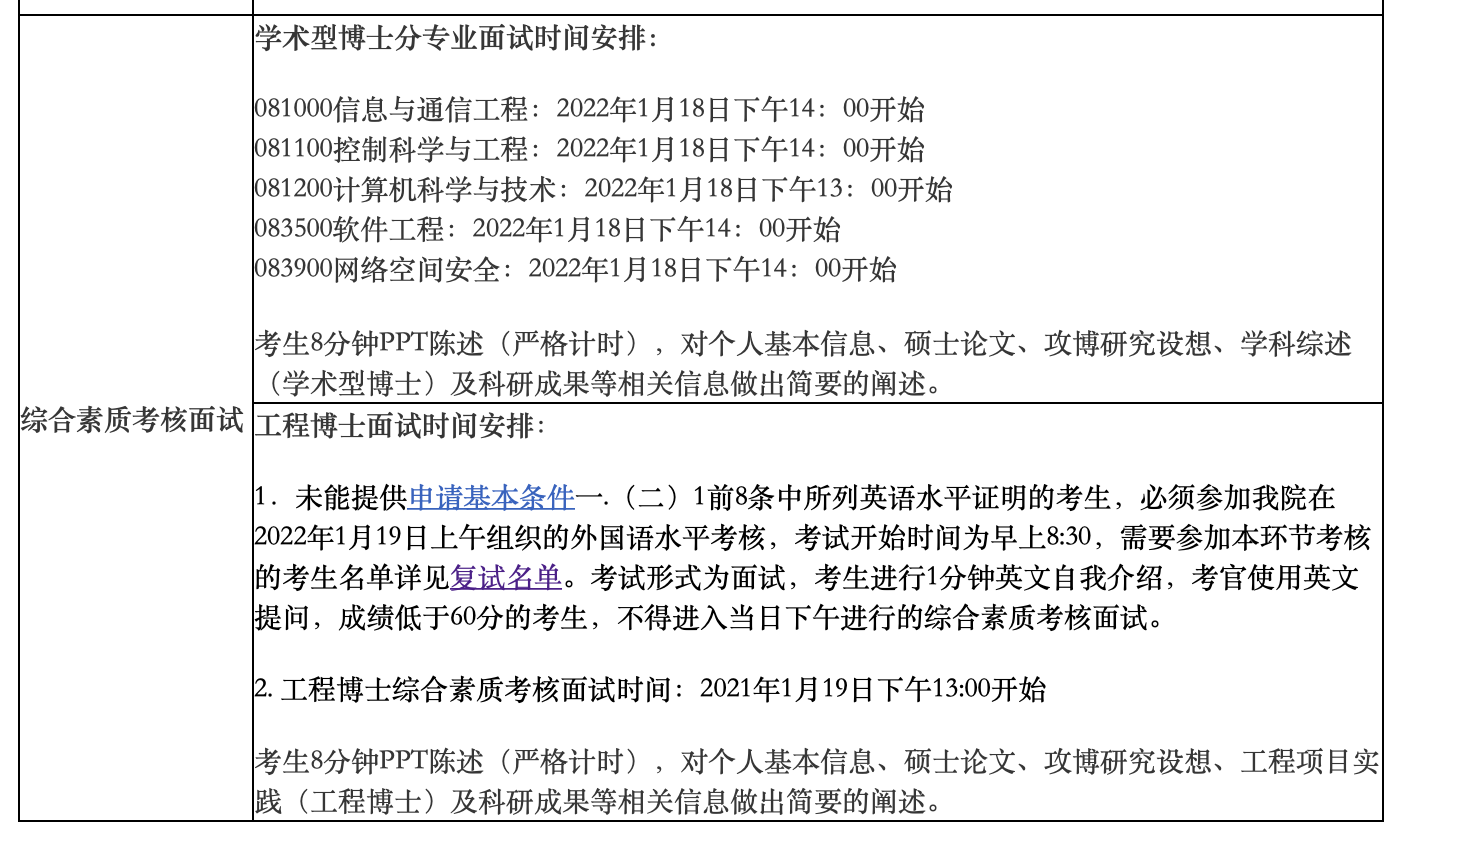 综合素质考核面试
学术型博士分专业面试时间安排：
081000信息与通信工程：2022年1月18日下午14：00开始
081100控制科学与工程：2022年1月18日下午14：00开始
081200计算机科学与技术：2022年1月18日下午13：00开始
083500软件工程：2022年1月18日下午14：00开始
083900网络空间安全：2022年1月18日下午14：00开始
考生8分钟PPT陈述（严格计时），对个人基本信息、硕士论文、攻博研究设想、学科综述
（学术型博士）及科研成果等相关信息做出简要的阐述。
工程博士面试时间安排：
1．未能提供申请基本条件一.（二）1前8条中所列英语水平证明的考生，必须参加我院在
2022年1月19日上午组织的外国语水平考核，考试开始时间为早上8:30，需要参加本环节考核
的考生名单详见复试名单。考试形式为面试，考生进行1分钟英文自我介绍，考官使用英文
提问，成绩低于60分的考生，不得进入当日下午进行的综合素质考核面试。
2. 工程博士综合素质考核面试时间：2021年1月19日下午13:00开始
考生8分钟PPT陈述（严格计时），对个人基本信息、硕士论文、攻博研究设想、工程项目实
践（工程博士）及科研成果等相关信息做出简要的阐述。